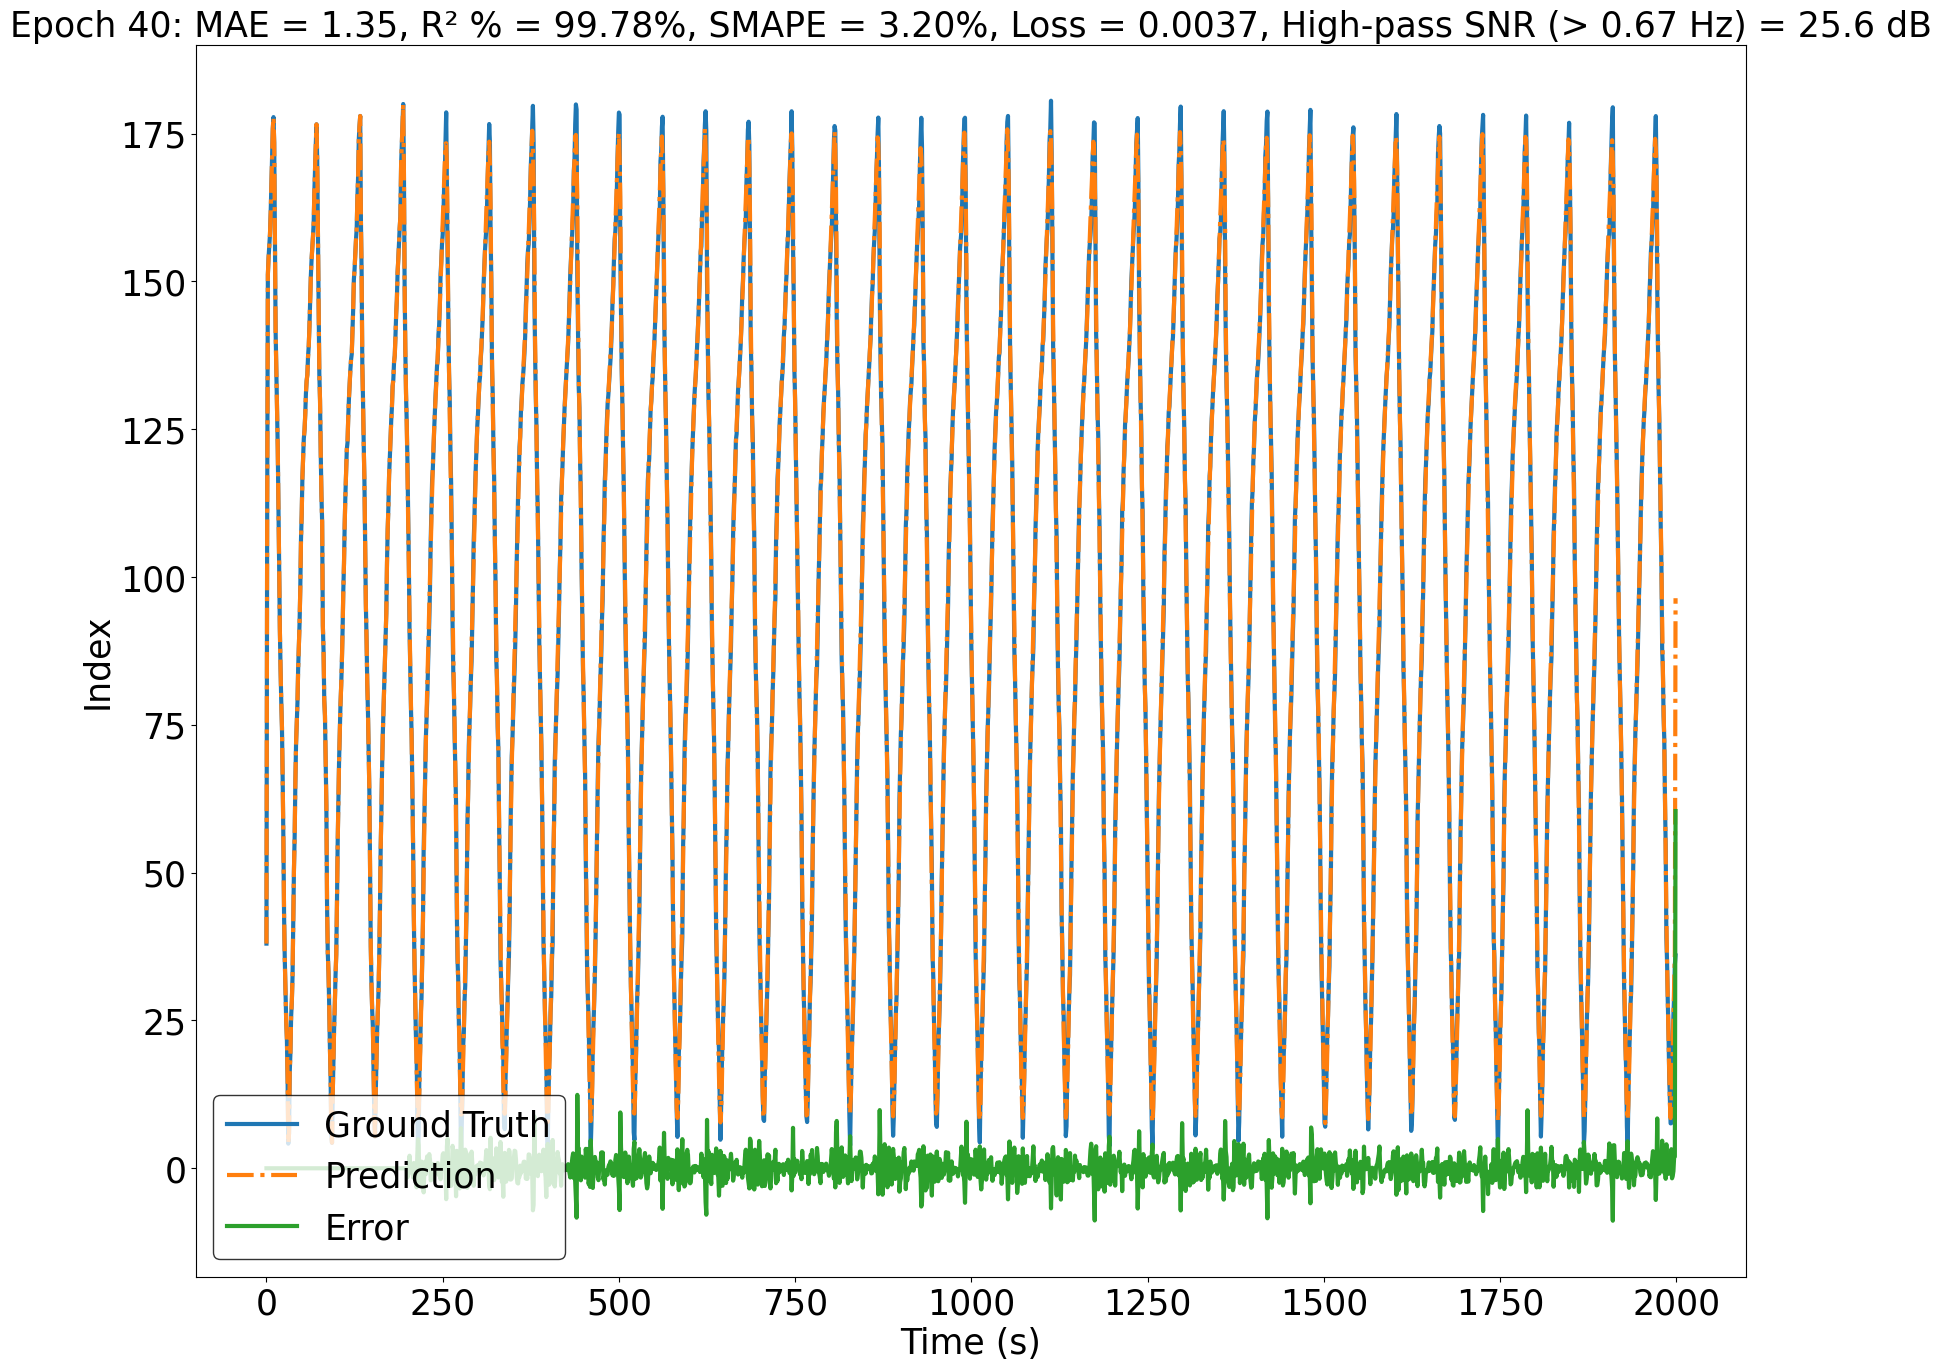 Epoch 40: MAE = 1.35, R² % = 99.78%, SMAPE = 3.20%, Loss = 0.0037, High-pass SNR (> 0.67 Hz) = 25.6 dB
175
150
125
100
75
50
25
0
Index
Ground Truth
Prediction
Error
0 250 500 750 1000 1250 1500 1750 2000
Time (s)